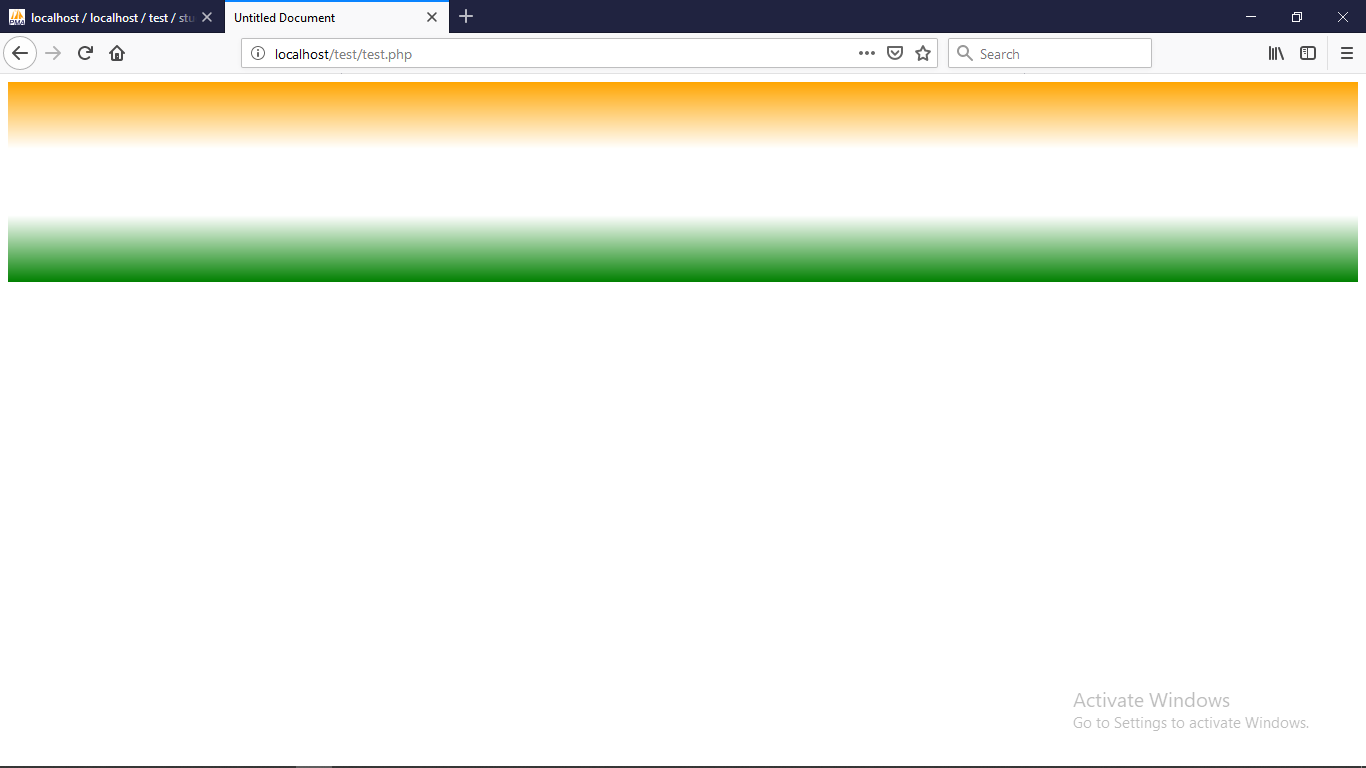 localhost / localhost / test / stu
Untitled Document
localhost/test/test.php
Search
Activate Windows
Go to Settings to activate Windows.